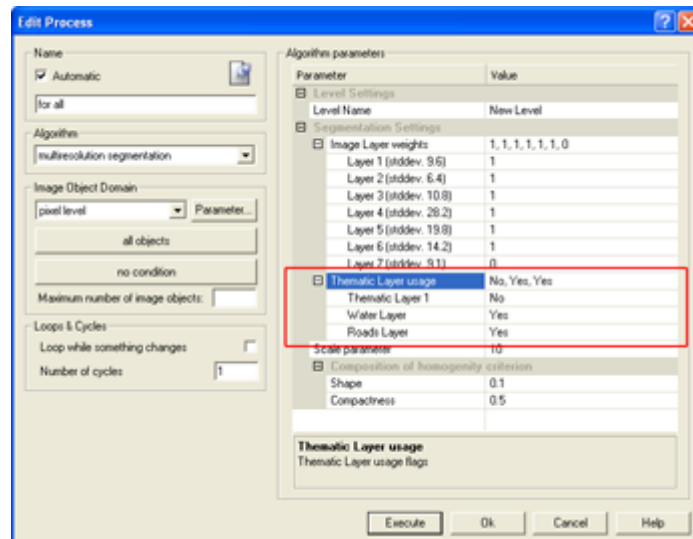 Edit Process
Name
Automatic
for all
Algorithm
multiresolution segmentation
Image Object Domain
pixel level
Parameter...
all objects
no condition
Maximum number of image objects:
Loops & Cycles
Loop while something changes
Number of cycles 1
Algorithm parameters
Parameter Value
Level Settings
Level Name New Level
Segmentation Settings
Image Layer weights 1, 1, 1, 1, 1, 1, 0
Layer 1 (stddev. 9.6) 1
Layer 2 (stddev. 6.4) 1
Layer 3 (stddev. 10.8) 1
Layer 4 (stddev. 28.2) 1
Layer 5 (stddev. 19.8) 1
Layer 6 (stddev. 14.2) 1
Layer 7 (stddev. 9.1) 0
Thematic Layer usage No, Yes, Yes
Thematic Layer 1 No
Water Layer Yes
Roads Layer Yes
Scale parameter 10
Composition of homogenity criterion
Shape 0.1
Compactness 0.5
Thematic Layer usage
Thematic Layer usage flags
Execute Ok Cancel Help